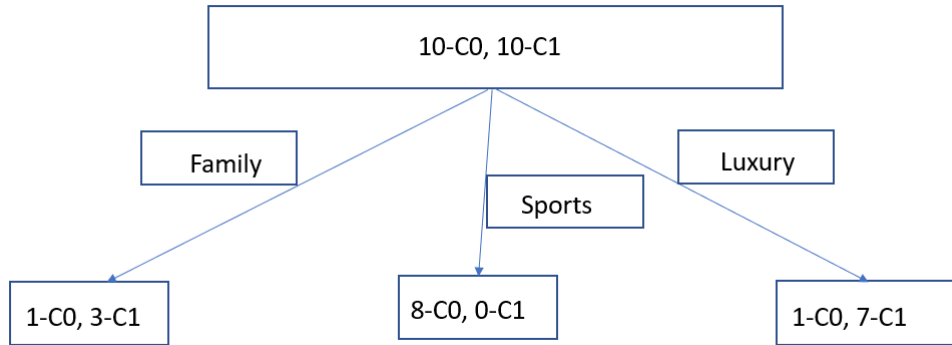 10-C0, 10-C1
Family
Luxury
Sports
1-C0, 3-C1
8-C0, 0-C1
1-C0, 7-C1